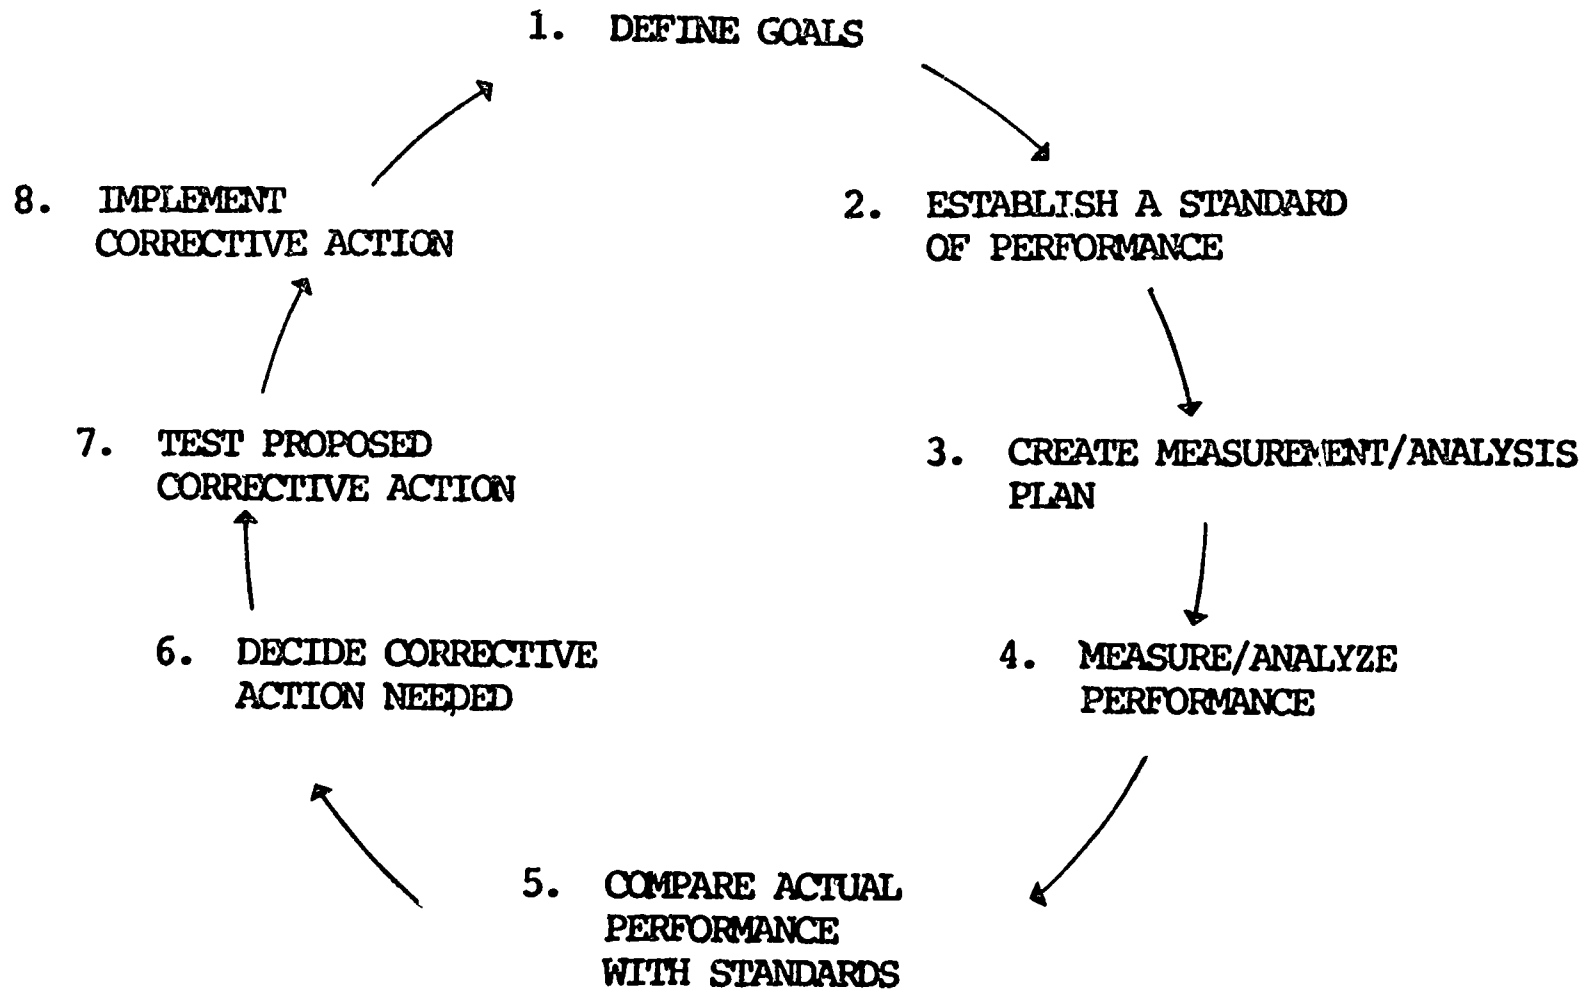 1. DEFINE GOALS
2. ESTABLISH A STANDARD
OF PERFORMANCE
3. CREATE MEASUREMENT/ANALYSIS
PLAN
4. MEASURE/ANALYZE
PERFORMANCE
5. COMPARE ACTUAL
PERFORMANCE
WITH STANDARDS
6. DECIDE CORRECTIVE
ACTION NEEDED
7. TEST PROPOSED
CORRECTIVE ACTION
8. IMPLEMENT
CORRECTIVE ACTION